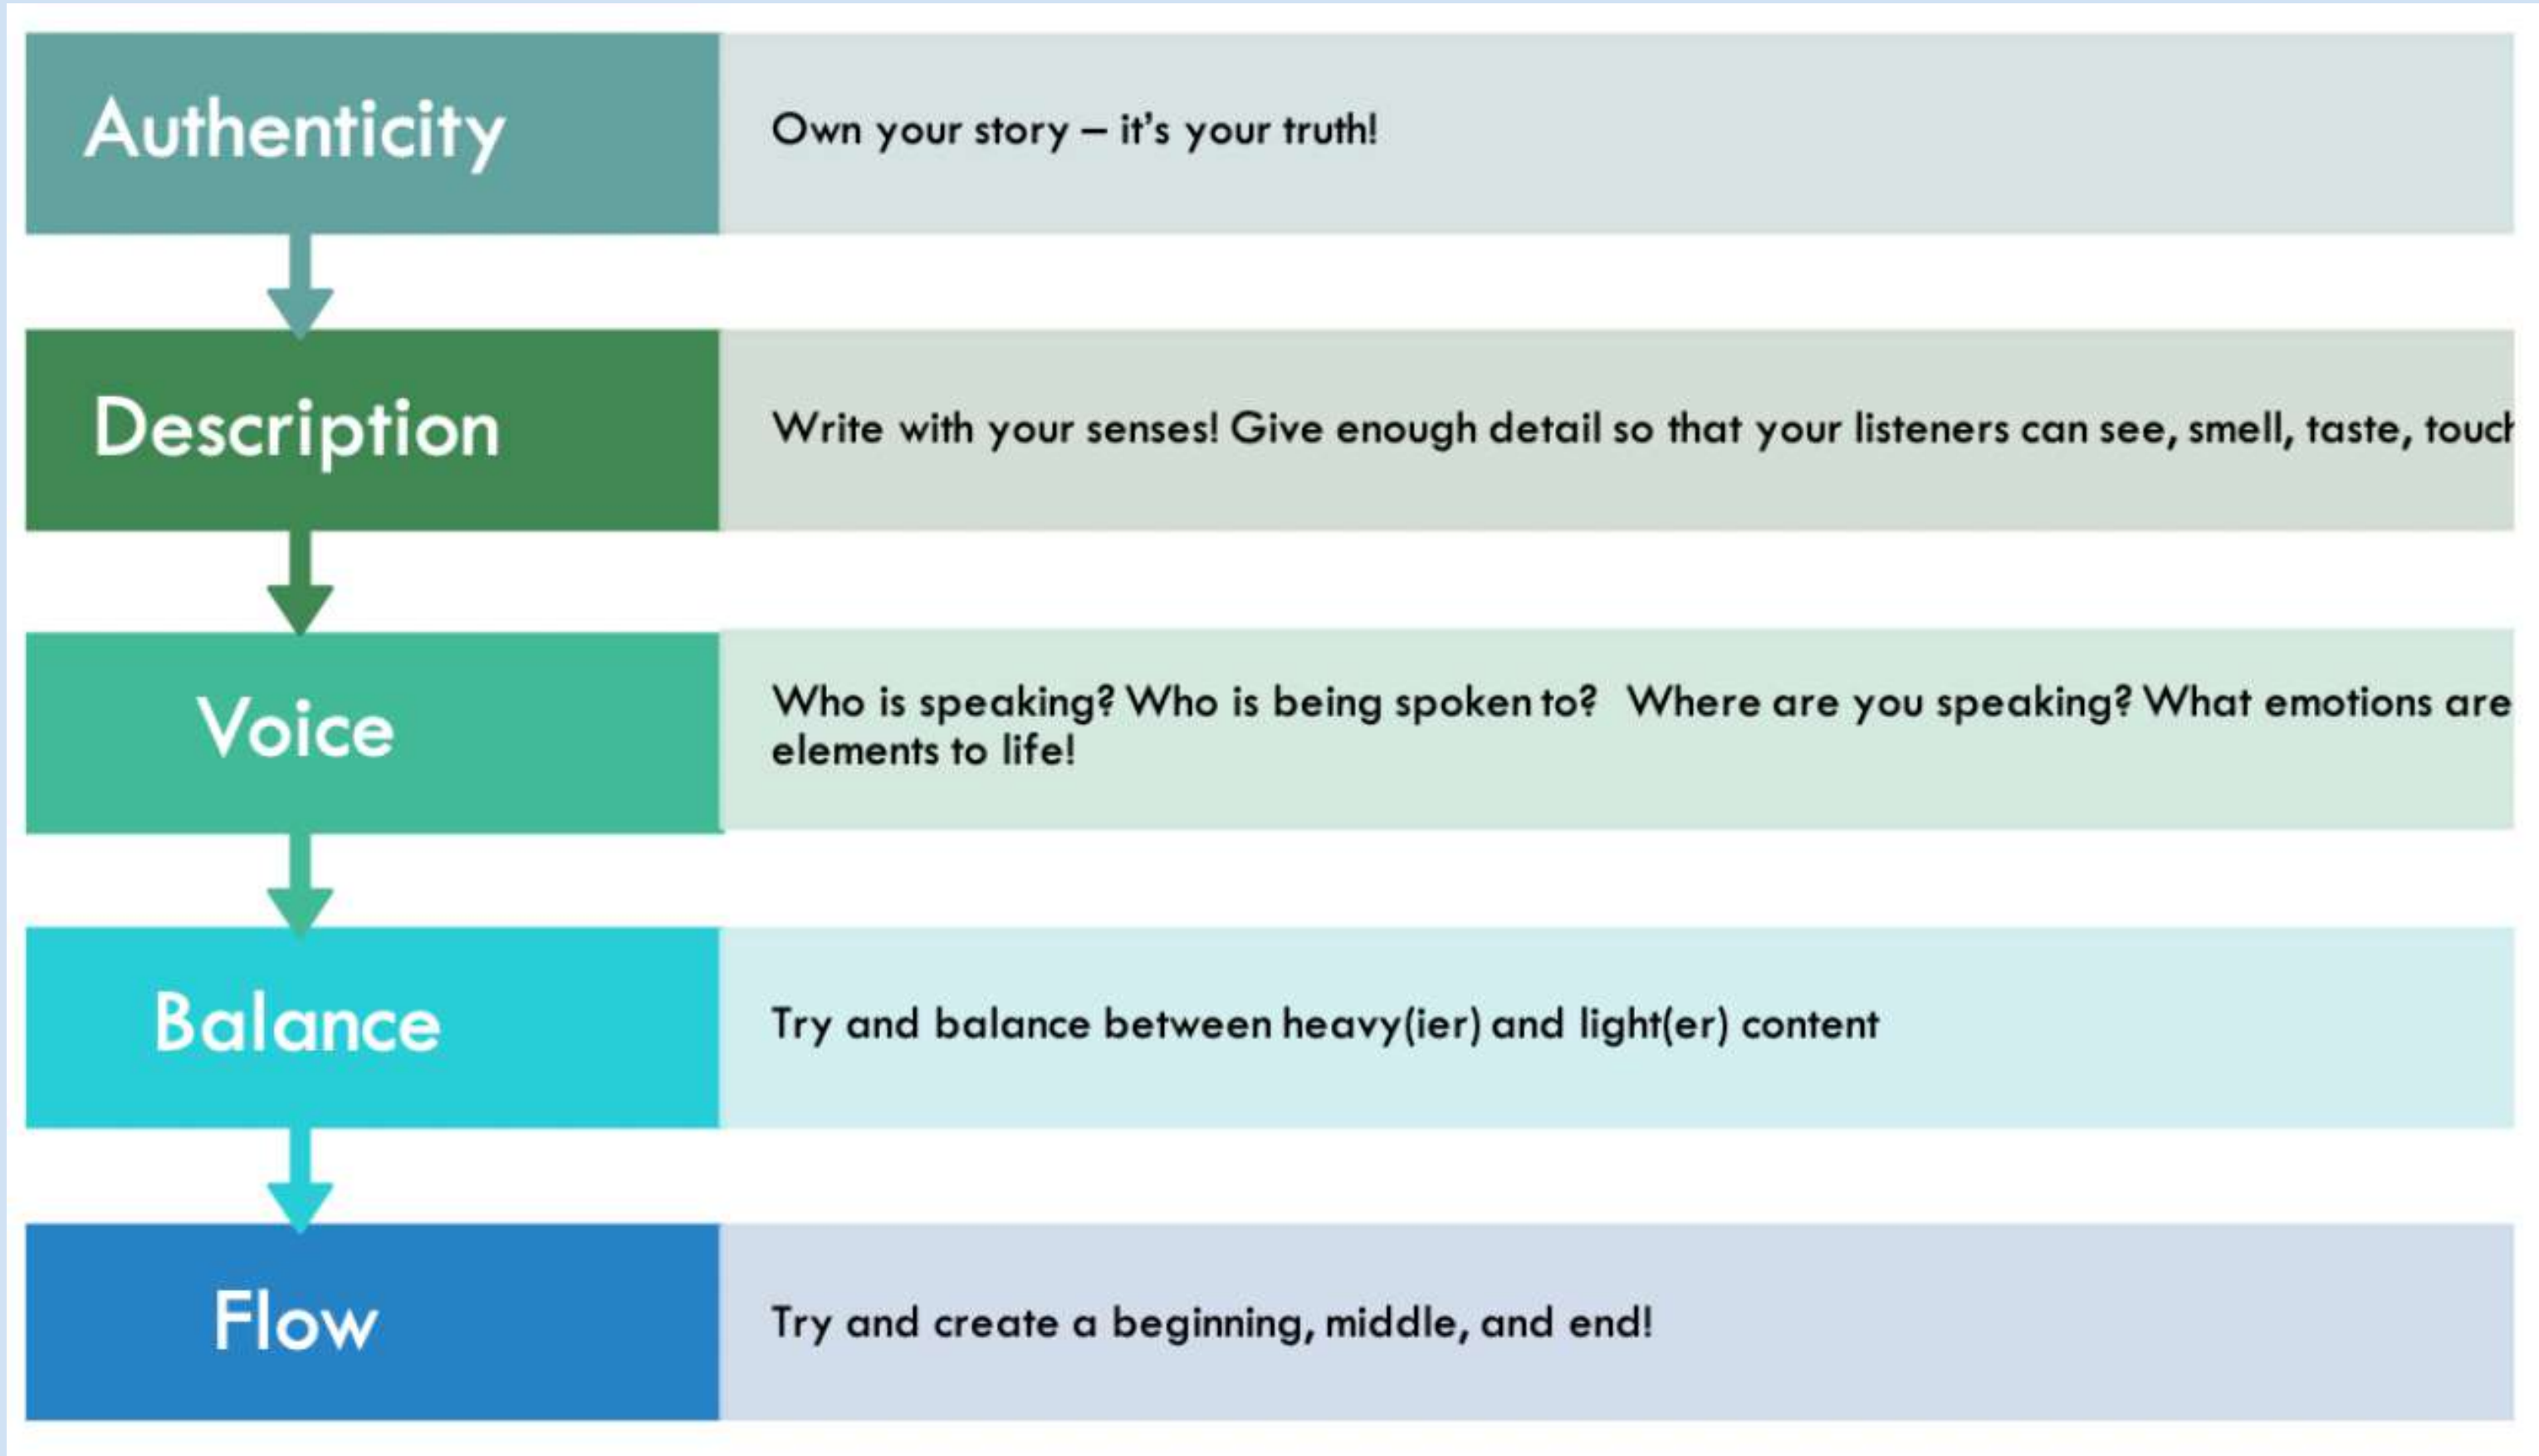 Authenticity
Own your story – it's your truth!
Description
Write with your senses! Give enough detail so that your listeners can see, smell, taste, touch
Voice
Who is speaking? Who is being spoken to?  Where are you speaking? What emotions are
elements to life!
Balance
Try and balance between heavy(ier) and light(er) content
Flow
Try and create a beginning, middle, and end!